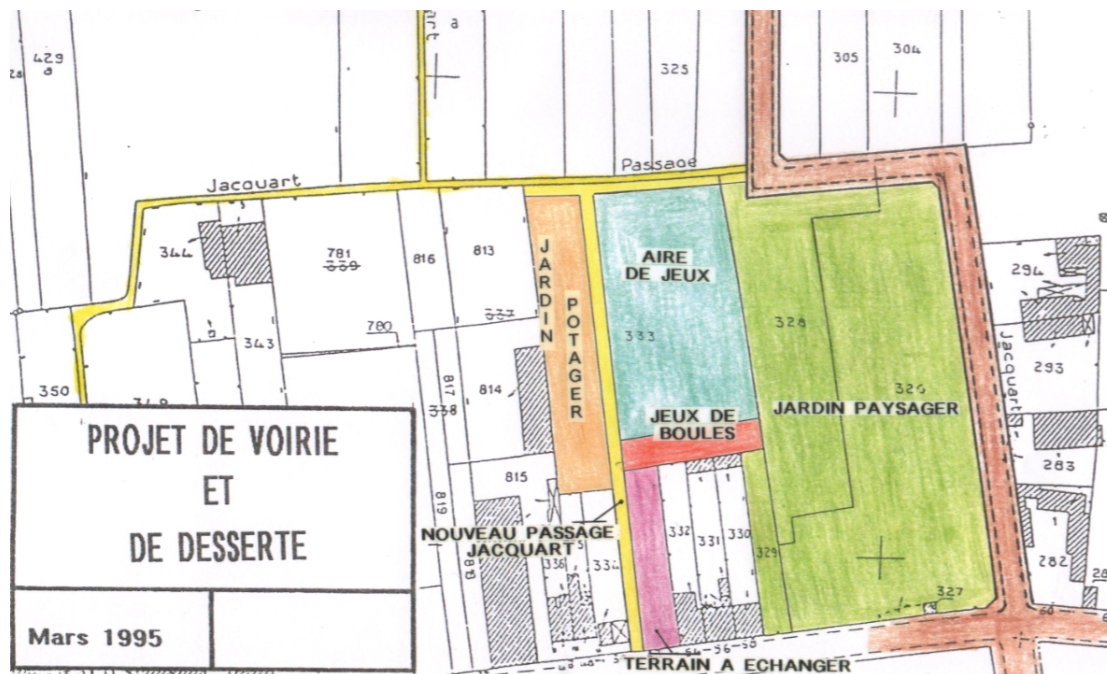 429
a
a
325
305
304
Passage
Jacquart
344
781
339
816
813
337
780
343
350
817
338
814
815
819
JARDIN
POTAGER
AIRE
DE JEUX
333
328
326
JEUX DE
BOULES
JARDIN PAYSAGER
294
Jacquart
293
283
282
1
327
329
330
331
332
334
336
NOUVEAU PASSAGE
JACQUART
TERRAIN A ECHANGER
PROJET DE VOIRIE
ET
DE DESSERTE
Mars 1995